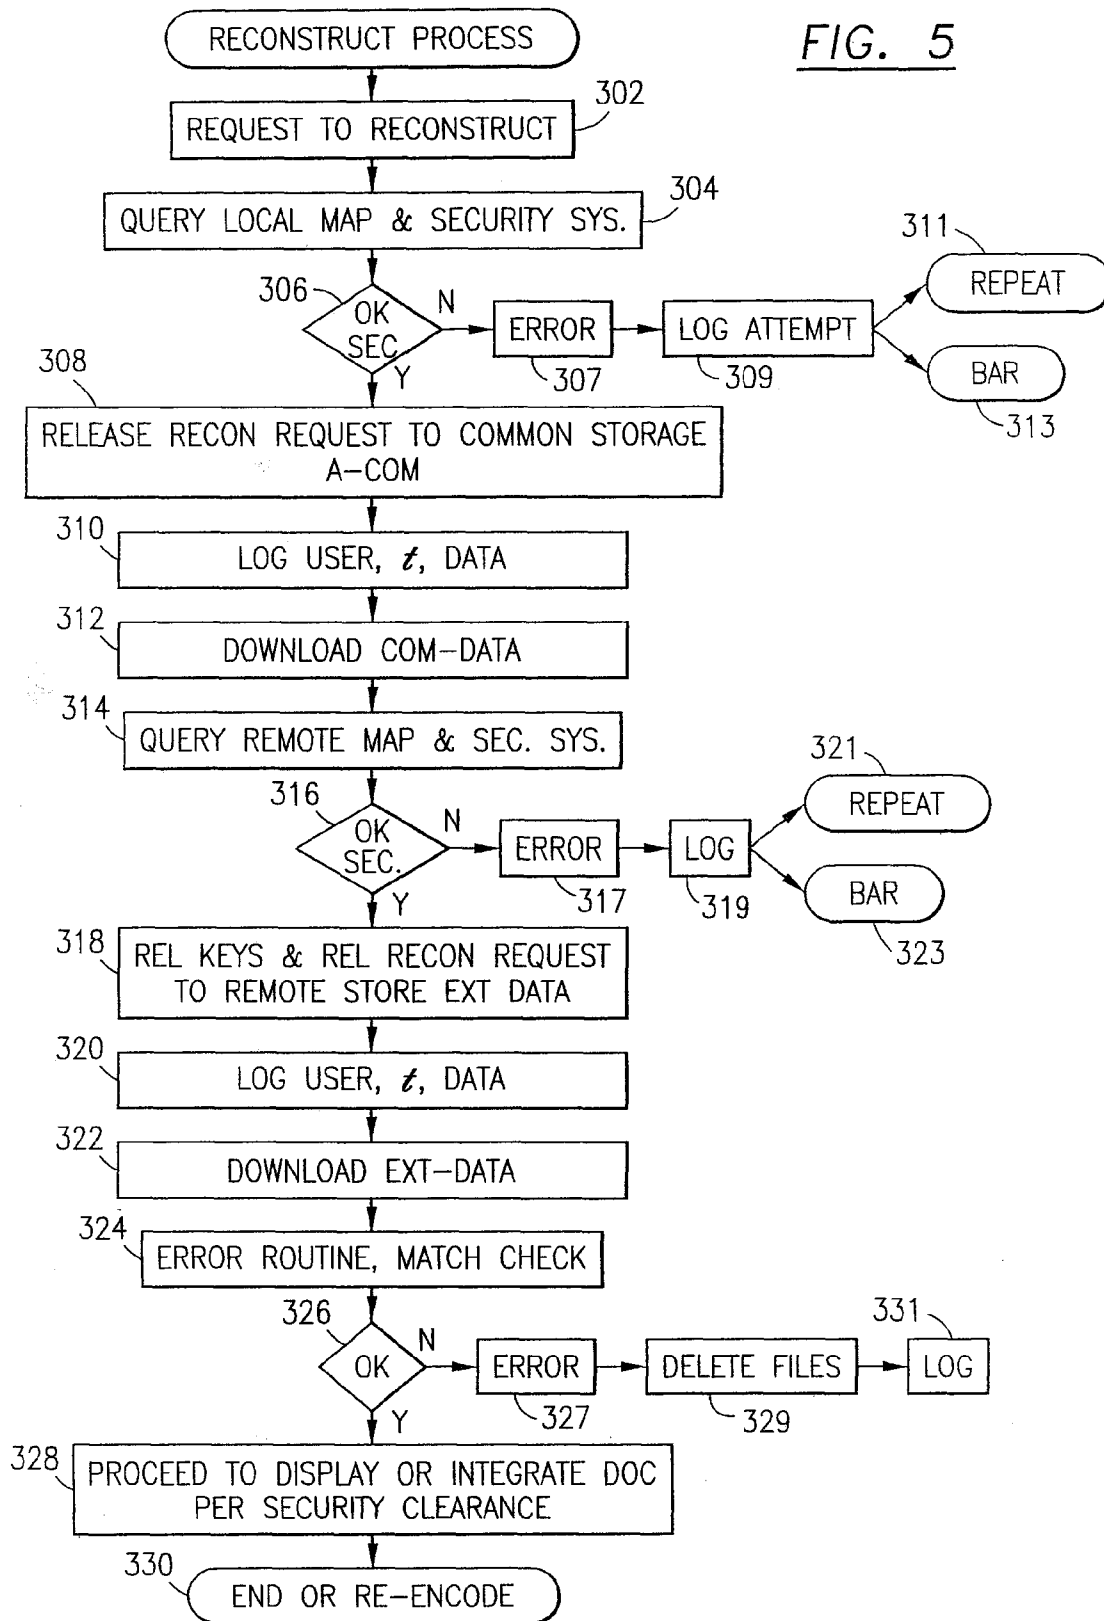 RECONSTRUCT PROCESS
FIG. 5
302
REQUEST TO RECONSTRUCT
304
QUERY LOCAL MAP & SECURITY SYS.
306
OK
SEC
N
Y
ERROR
307
LOG ATTEMPT
309
311
REPEAT
BAR
313
308
RELEASE RECON REQUEST TO COMMON STORAGE
A-COM
310
LOG USER, t, DATA
312
DOWNLOAD COM-DATA
314
QUERY REMOTE MAP & SEC. SYS.
316
OK
SEC.
N
Y
ERROR
317
LOG
319
321
REPEAT
BAR
323
318
REL KEYS & REL RECON REQUEST
TO REMOTE STORE EXT DATA
320
LOG USER, t, DATA
322
DOWNLOAD EXT-DATA
324
ERROR ROUTINE, MATCH CHECK
326
OK
N
Y
ERROR
327
DELETE FILES
329
331
LOG
328
PROCEED TO DISPLAY OR INTEGRATE DOC
PER SECURITY CLEARANCE
330
END OR RE-ENCODE